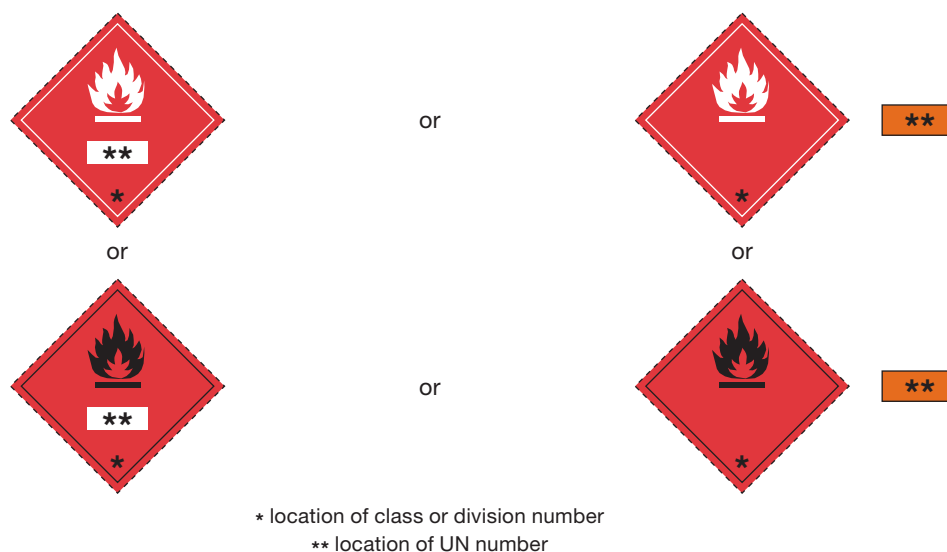 **
*
or
*
**
or
or
**
*
or
*
**
* location of class or division number
** location of UN number